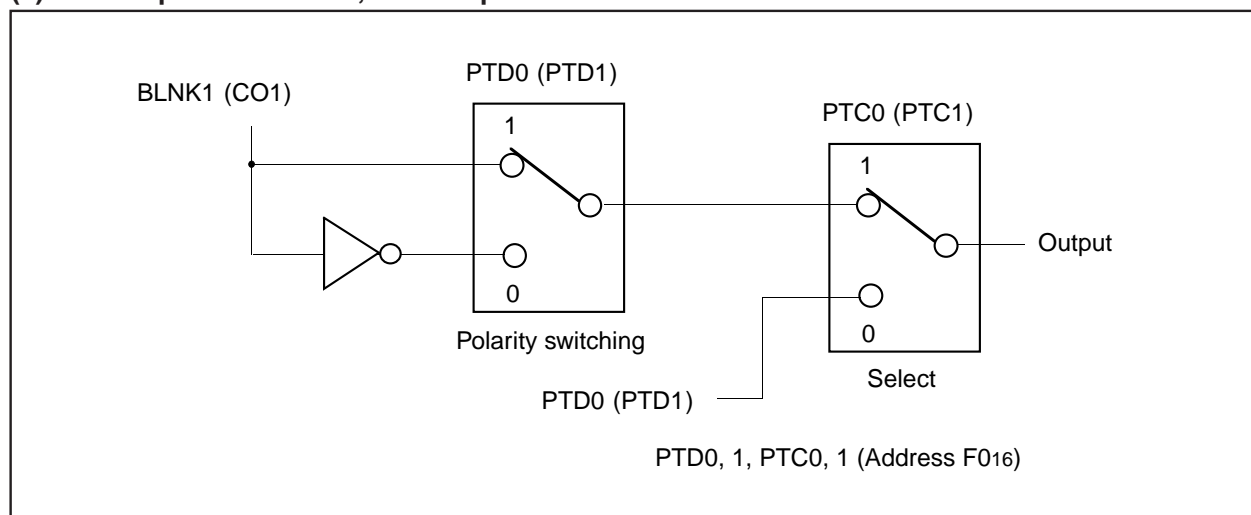 BLNK1 (CO1)
PTD0 (PTD1)
1
0
Polarity switching
PTC0 (PTC1)
1
0
Select
Output
PTD0 (PTD1)
PTD0, 1, PTC0, 1 (Address F016)